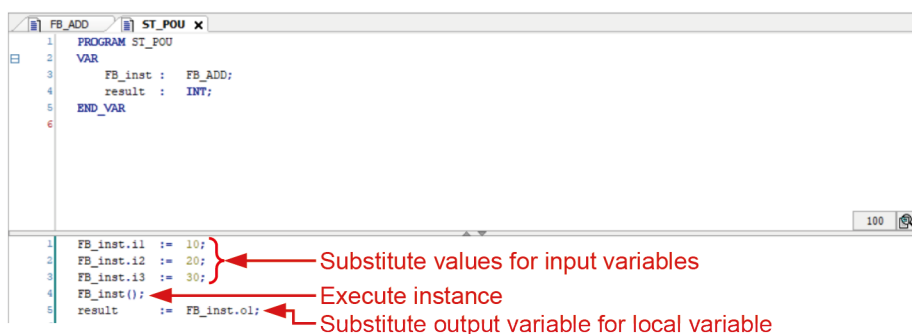 FB_ADD ST_POU x
1 PROGRAM ST_POU
2 VAR
3 FB_inst : FB_ADD;
4 result : INT;
5 END_VAR
6
100
1 FB_inst.i1 := 10;
2 FB_inst.i2 := 20;
3 FB_inst.i3 := 30;
4 FB_inst();
5 result := FB_inst.o1;
Substitute values for input variables
Execute instance
Substitute output variable for local variable